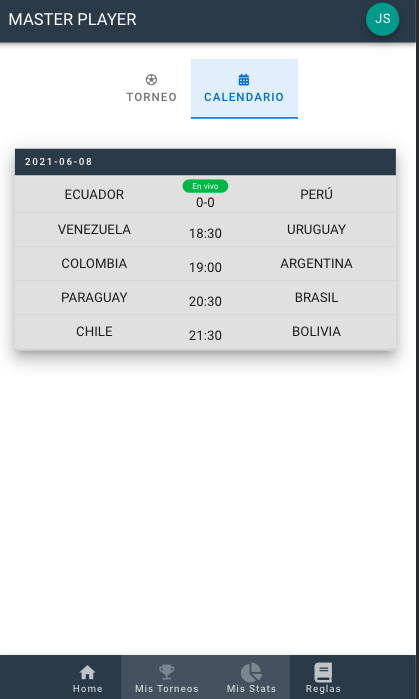 MASTER PLAYER
JS
TORNEO
CALENDARIO
2021-06-08
ECUADOR En vivo 0-0 PERÚ
VENEZUELA 18:30 URUGUAY
COLOMBIA 19:00 ARGENTINA
PARAGUAY 20:30 BRASIL
CHILE 21:30 BOLIVIA
Home Mis Torneos Mis Stats Reglas